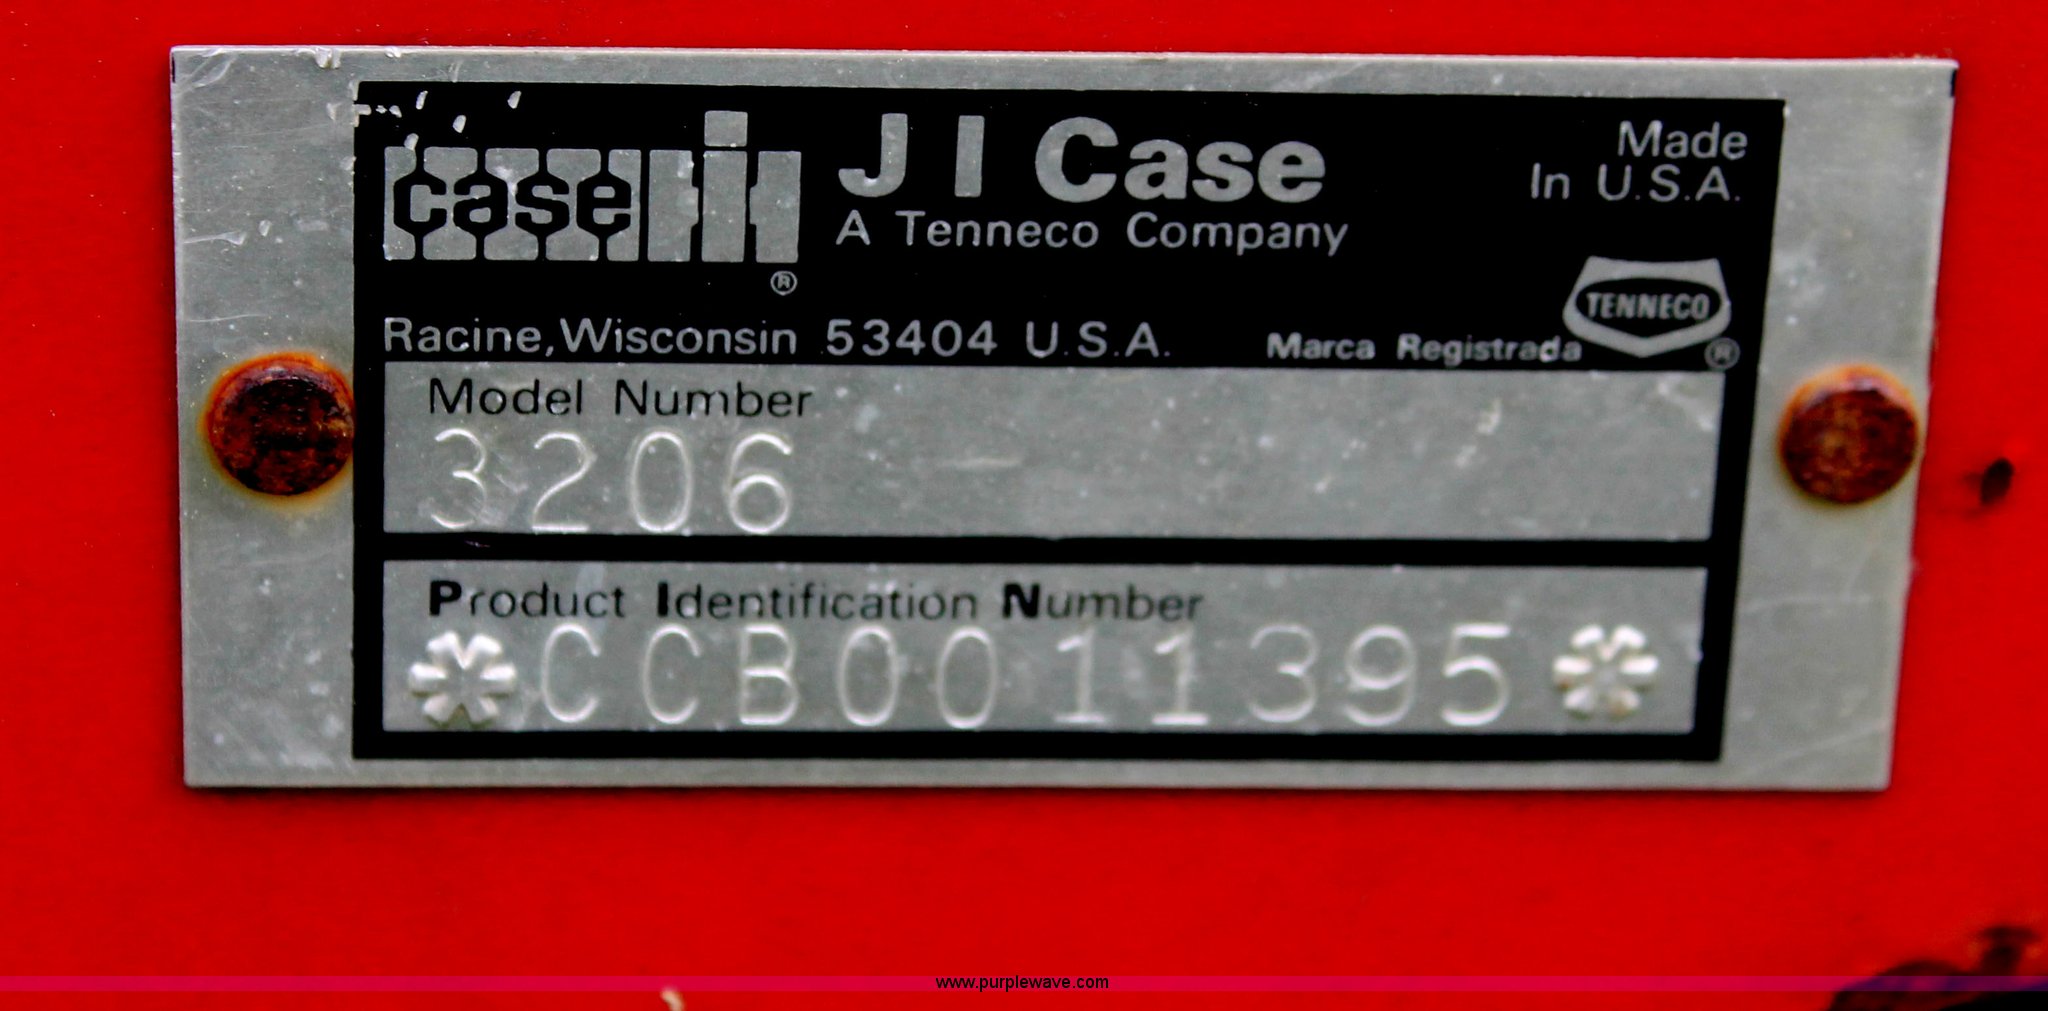 case ih ®
J I Case
A Tenneco Company
Made
In U.S.A.
Racine, Wisconsin 53404 U.S.A.
Marca Registrada
TENNECO ®
Model Number
3206
Product Identification Number
*CCB0011395*
www.purplewave.com